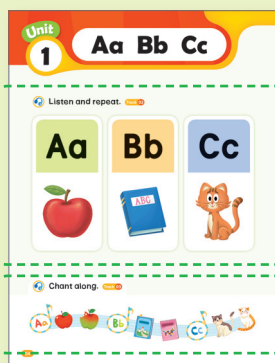 Unit
1
Aa Bb Cc
Listen and repeat.
Aa
Bb
Cc
ABC
Chant along.
Aa
Bb
Cc